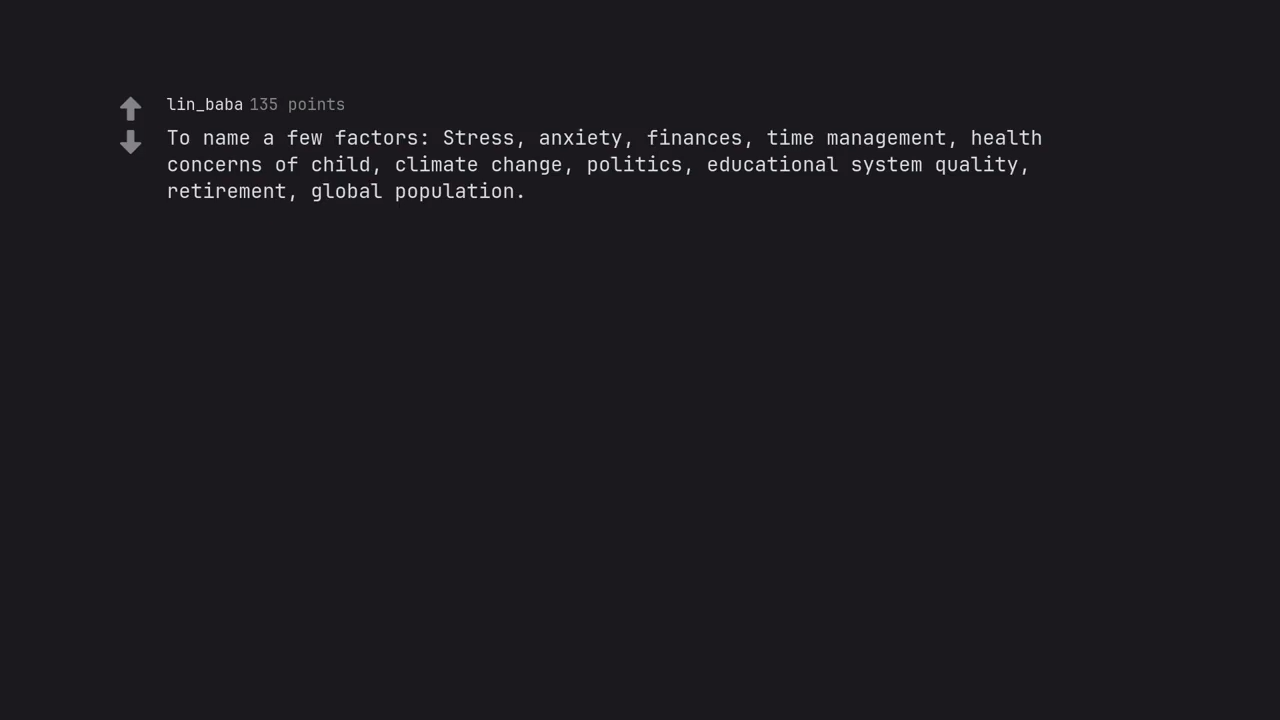 lin_baba 135 points
To name a few factors: Stress, anxiety, finances, time management, health
concerns of child, climate change, politics, educational system quality,
retirement, global population.